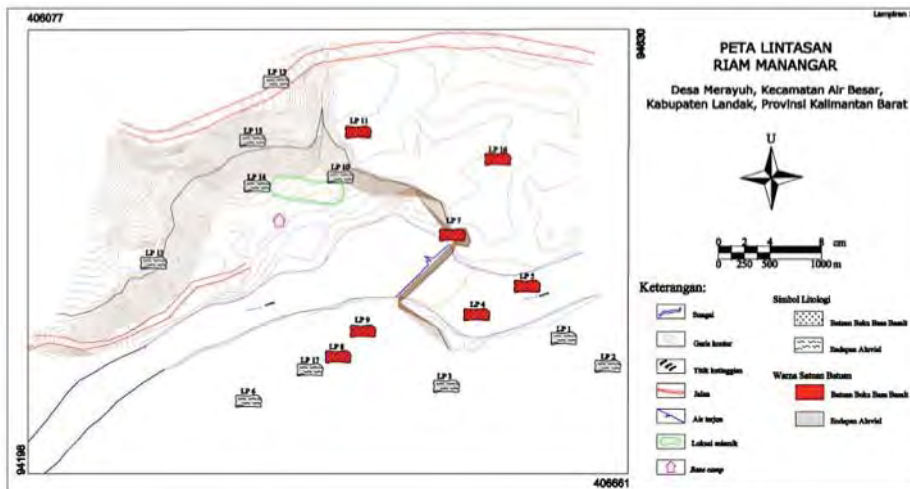 406077
Lampiran
94630
PETA LINTASAN
RIAM MANANGAR
Desa Merayuh, Kecamatan Air Besar,
Kabupaten Landak, Provinsi Kalimantan Barat
U
0 2 4 8 cm
0 250 500 1000 m
LP 12
LP 11
LP 15
LP 16
LP 10
LP 14
LP 7
LP 13
LP 5
LP 4
LP 9
LP 1
LP 8
LP 17
LP 2
LP 3
LP 6
94198
406661
Keterangan:
Sungai
Garis kontur
Titik ketinggian
Jalan
Air terjun
Lokasi seismik
Base camp
Simbol Litologi
Batuan Beku Basa Basalt
Endapan Aluvial
Warna Satuan Batuan
Batuan Beku Basa Basalt
Endapan Aluvial